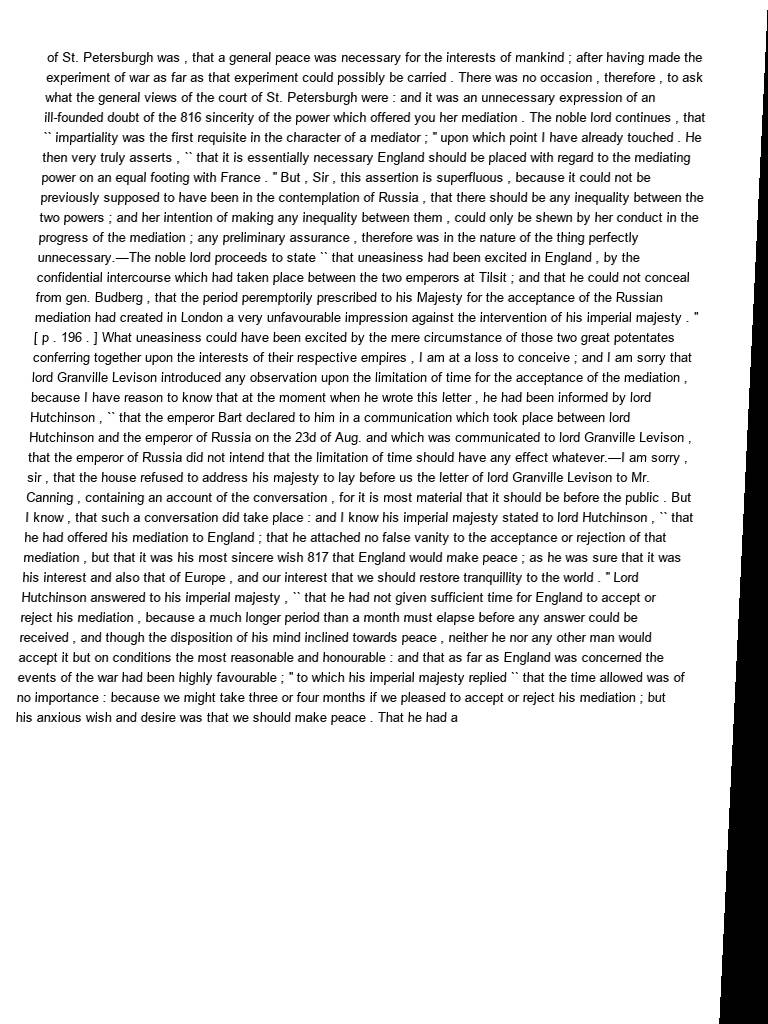 of St. Petersburgh was , that a general peace was necessary for the interests of mankind ; after having made the
experiment of war as far as that experiment could possibly be carried . There was no occasion , therefore , to ask
what the general views of the court of St. Petersburgh were : and it was an unnecessary expression of an
ill-founded doubt of the 816 sincerity of the power which offered you her mediation . The noble lord continues , that
`` impartiality was the first requisite in the character of a mediator ; " upon which point I have already touched . He
then very truly asserts , `` that it is essentially necessary England should be placed with regard to the mediating
power on an equal footing with France . " But , Sir , this assertion is superfluous , because it could not be
previously supposed to have been in the contemplation of Russia , that there should be any inequality between the
two powers ; and her intention of making any inequality between them , could only be shewn by her conduct in the
progress of the mediation ; any preliminary assurance , therefore was in the nature of the thing perfectly
unnecessary.—The noble lord proceeds to state `` that uneasiness had been excited in England , by the
confidential intercourse which had taken place between the two emperors at Tilsit ; and that he could not conceal
from gen. Budberg , that the period peremptorily prescribed to his Majesty for the acceptance of the Russian
mediation had created in London a very unfavourable impression against the intervention of his imperial majesty . "
[ p . 196 . ] What uneasiness could have been excited by the mere circumstance of those two great potentates
conferring together upon the interests of their respective empires , I am at a loss to conceive ; and I am sorry that
lord Granville Levison introduced any observation upon the limitation of time for the acceptance of the mediation ,
because I have reason to know that at the moment when he wrote this letter , he had been informed by lord
Hutchinson , `` that the emperor Bart declared to him in a communication which took place between lord
Hutchinson and the emperor of Russia on the 23d of Aug. and which was communicated to lord Granville Levison ,
that the emperor of Russia did not intend that the limitation of time should have any effect whatever.—I am sorry ,
sir , that the house refused to address his majesty to lay before us the letter of lord Granville Levison to Mr.
Canning , containing an account of the conversation , for it is most material that it should be before the public . But
I know , that such a conversation did take place : and I know his imperial majesty stated to lord Hutchinson , `` that
he had offered his mediation to England ; that he attached no false vanity to the acceptance or rejection of that
mediation , but that it was his most sincere wish 817 that England would make peace ; as he was sure that it was
his interest and also that of Europe , and our interest that we should restore tranquillity to the world . " Lord
Hutchinson answered to his imperial majesty , `` that he had not given sufficient time for England to accept or
reject his mediation , because a much longer period than a month must elapse before any answer could be
received , and though the disposition of his mind inclined towards peace , neither he nor any other man would
accept it but on conditions the most reasonable and honourable : and that as far as England was concerned the
events of the war had been highly favourable ; " to which his imperial majesty replied `` that the time allowed was of
no importance : because we might take three or four months if we pleased to accept or reject his mediation ; but
his anxious wish and desire was that we should make peace . That he had a